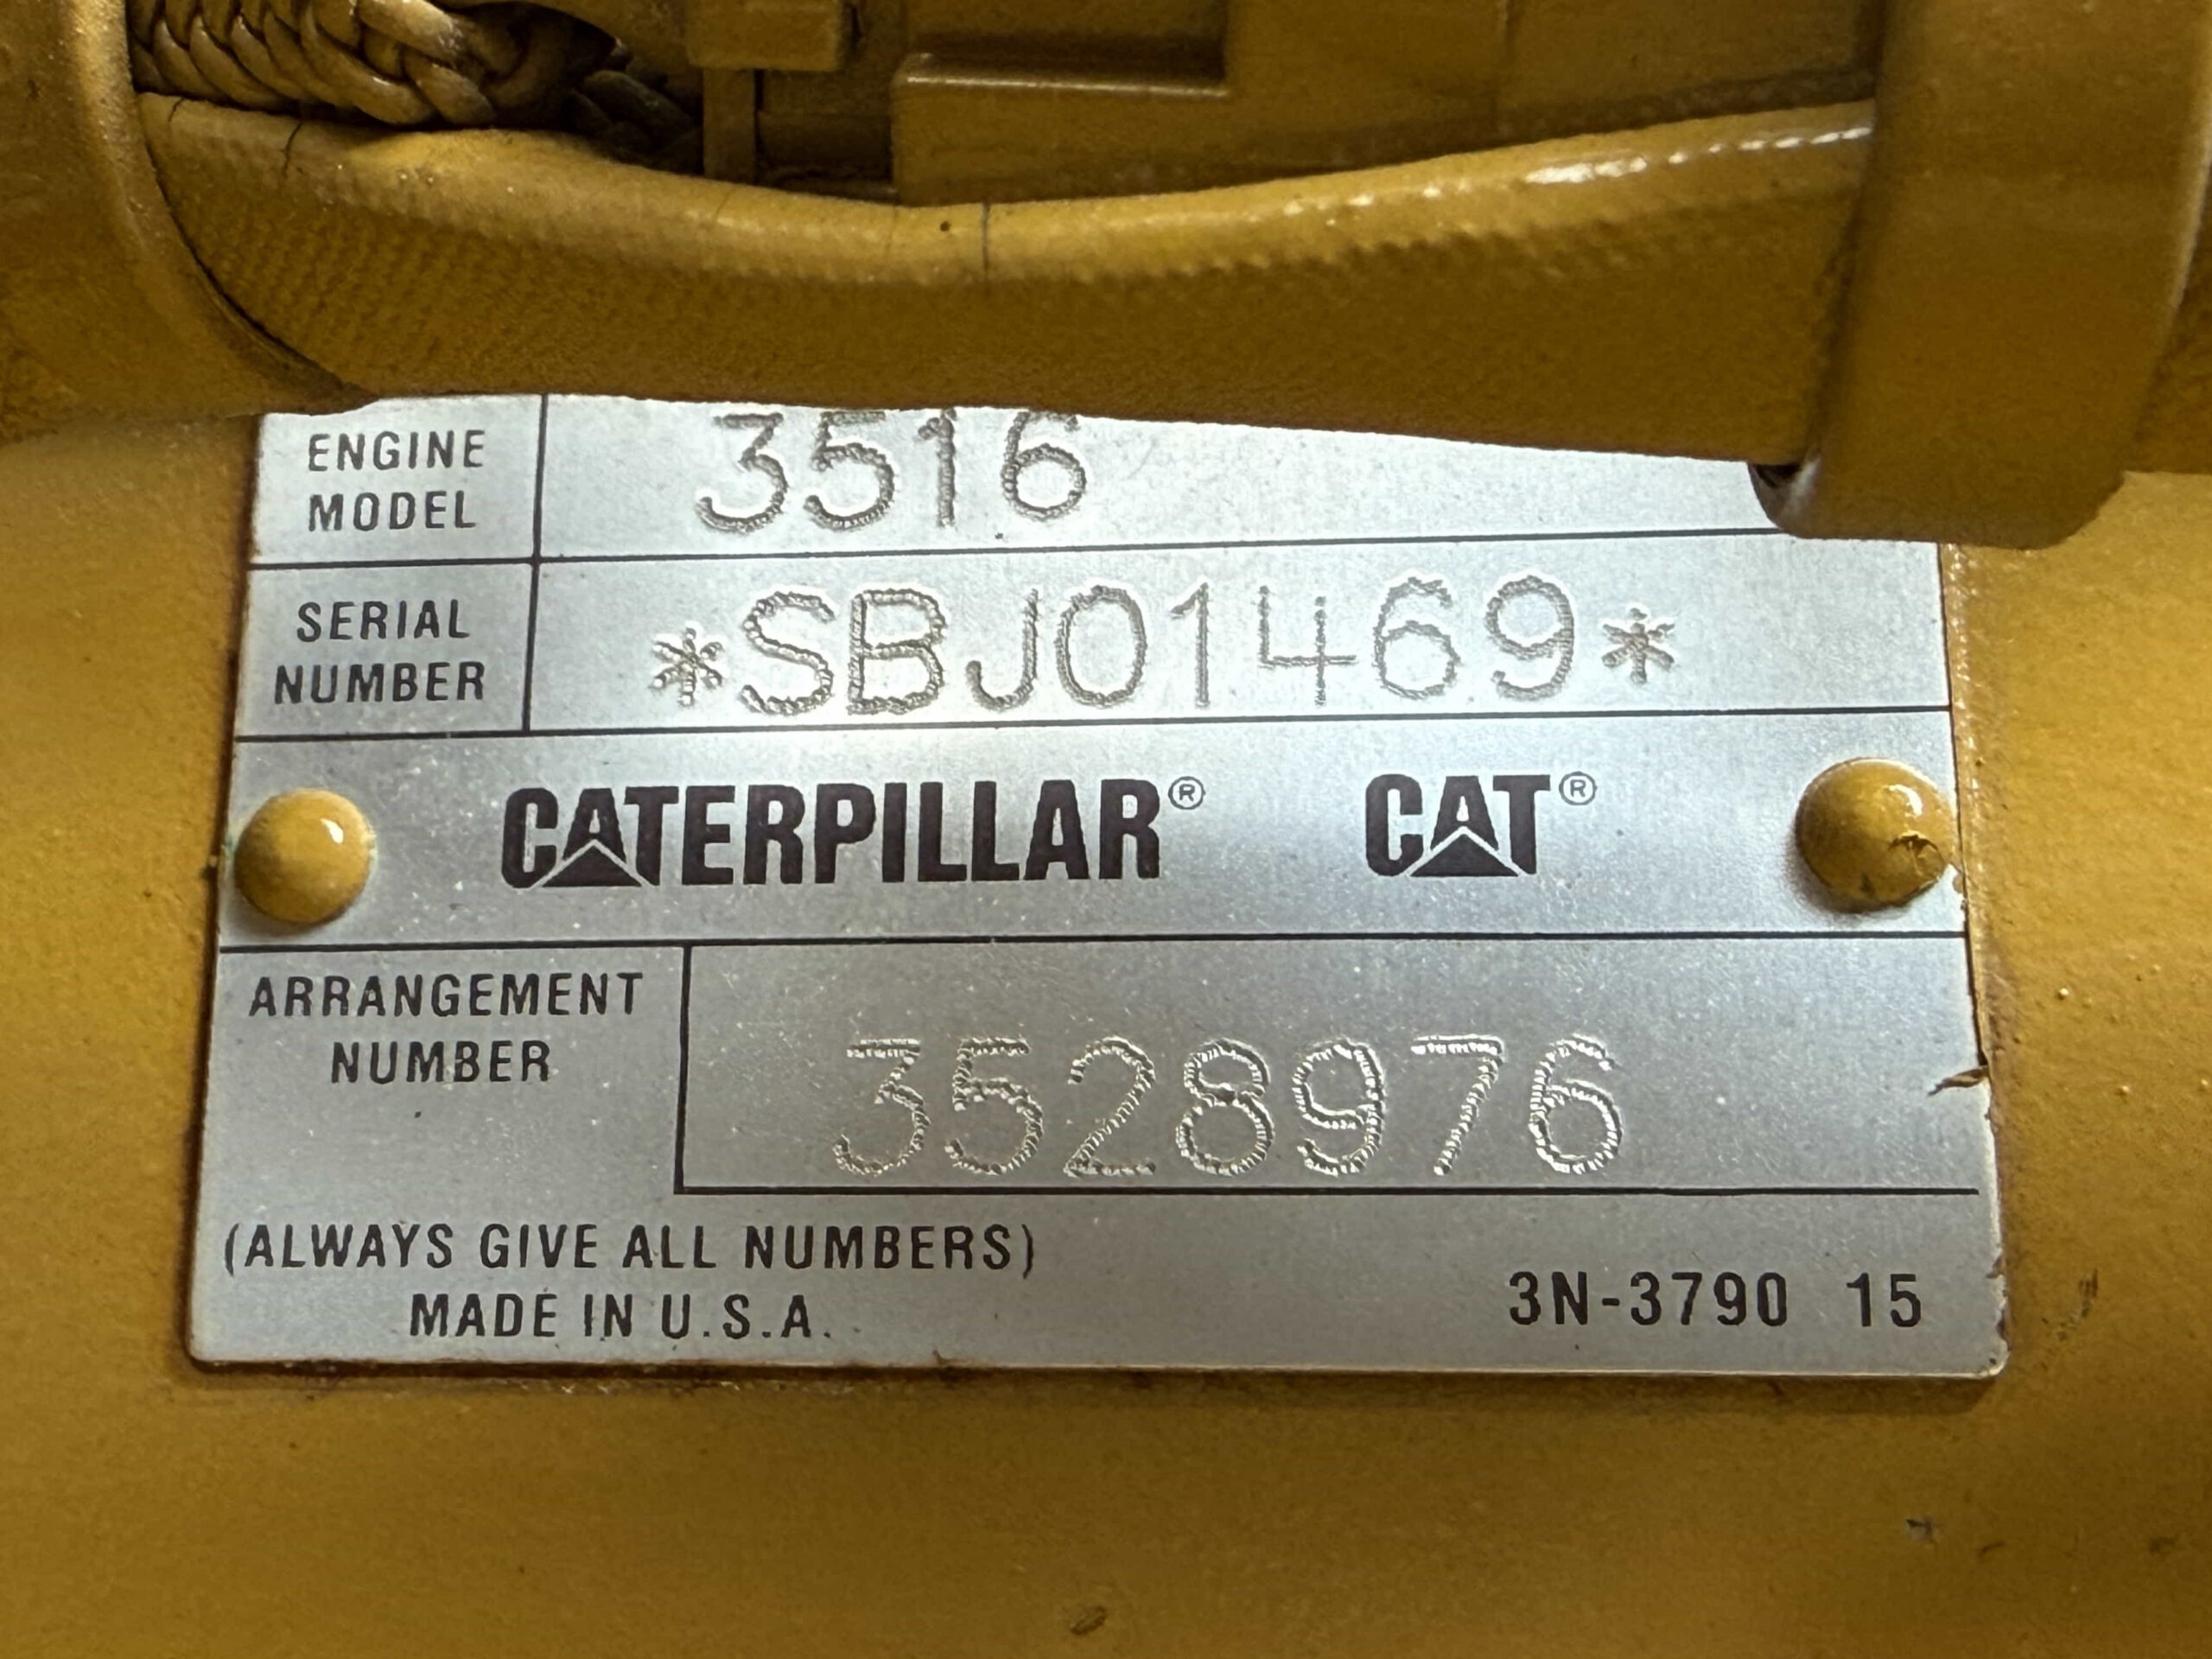 ENGINE MODEL 3516
SERIAL NUMBER *SBJ01469*
CATERPILLAR® CAT®
ARRANGEMENT NUMBER 3528976
(ALWAYS GIVE ALL NUMBERS)
MADE IN U.S.A. 3N-3790 15